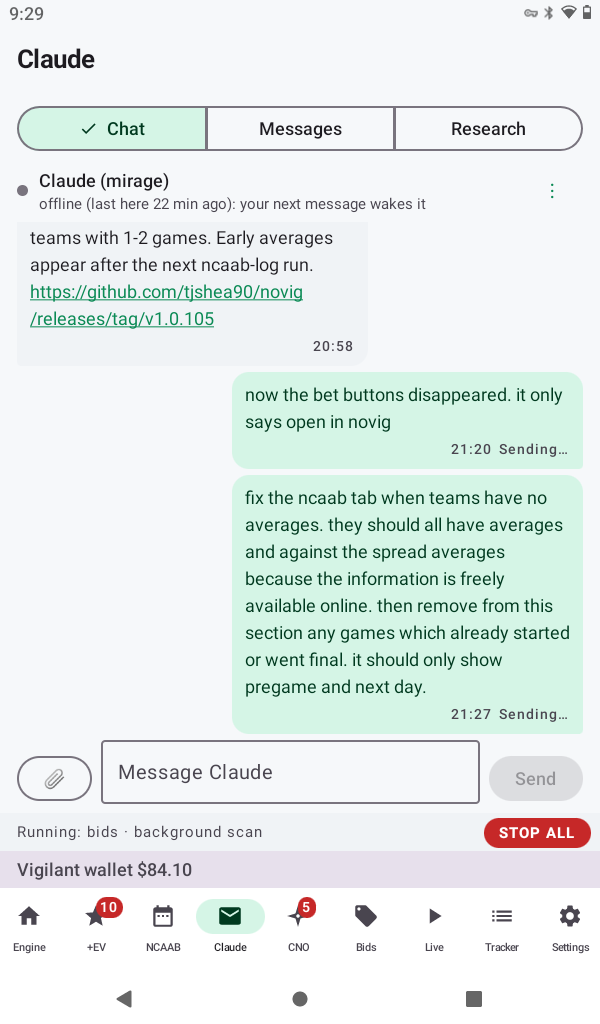 9:29
Claude
Chat
Messages
Research
Claude (mirage)
offline (last here 22 min ago): your next message wakes it
teams with 1-2 games. Early averages
appear after the next ncaab-log run.
https://github.com/tjshea90/novig
/releases/tag/v1.0.105
20:58
now the bet buttons disappeared. it only
says open in novig
21:20 Sending…
fix the ncaab tab when teams have no
averages. they should all have averages
and against the spread averages
because the information is freely
available online. then remove from this
section any games which already started
or went final. it should only show
pregame and next day.
21:27 Sending…
Message Claude
Send
Running: bids · background scan
STOP ALL
Vigilant wallet $84.10
10
5
Engine
+EV
NCAAB
Claude
CNO
Bids
Live
Tracker
Settings